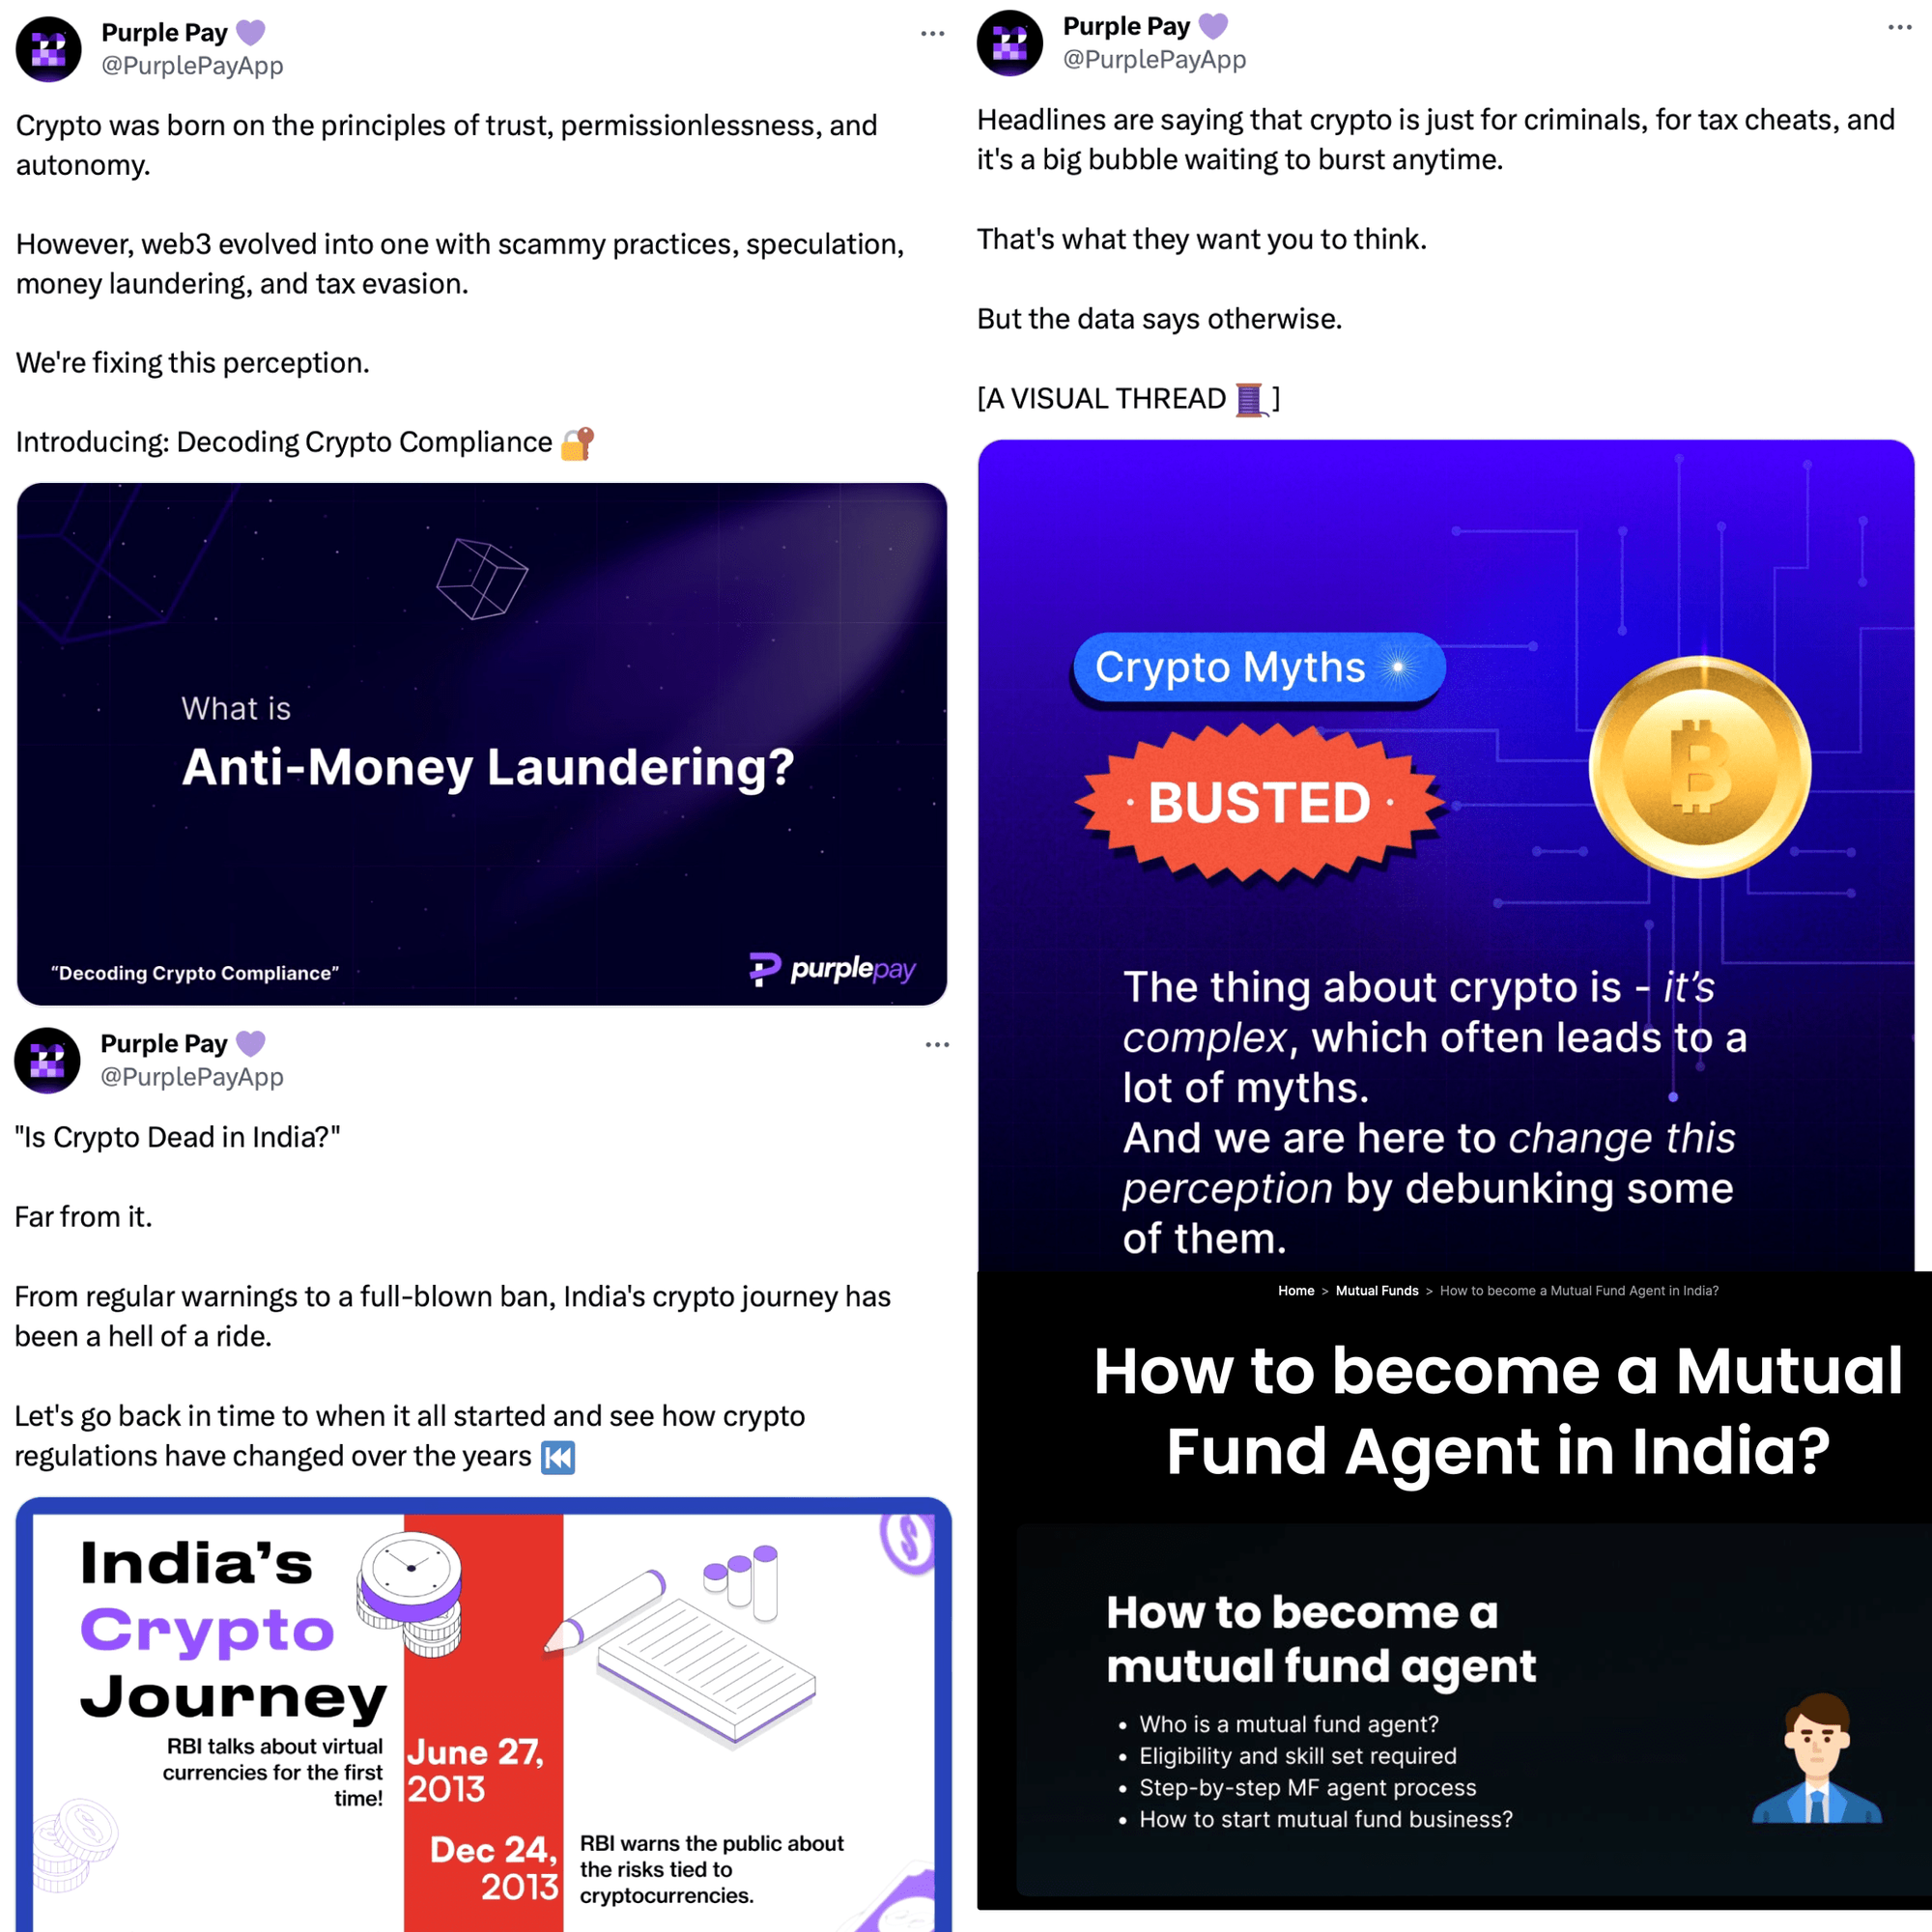 Purple Pay 💜
@PurplePayApp
Crypto was born on the principles of trust, permissionlessness, and
autonomy.
However, web3 evolved into one with scammy practices, speculation,
money laundering, and tax evasion.
We're fixing this perception.
Introducing: Decoding Crypto Compliance 🔐
What is
Anti-Money Laundering?
“Decoding Crypto Compliance”
purplepay
Purple Pay 💜
@PurplePayApp
"Is Crypto Dead in India?"
Far from it.
From regular warnings to a full-blown ban, India's crypto journey has
been a hell of a ride.
Let's go back in time to when it all started and see how crypto
regulations have changed over the years ⏮️
India’s
Crypto
Journey
RBI talks about virtual
currencies for the first
time!
June 27,
2013
Dec 24,
2013
RBI warns the public about
the risks tied to
cryptocurrencies.
Purple Pay 💜
@PurplePayApp
Headlines are saying that crypto is just for criminals, for tax cheats, and
it's a big bubble waiting to burst anytime.
That's what they want you to think.
But the data says otherwise.
[A VISUAL THREAD 🧵]
Crypto Myths
· BUSTED ·
The thing about crypto is - it’s
complex, which often leads to a
lot of myths.
And we are here to change this
perception by debunking some
of them.
Home > Mutual Funds > How to become a Mutual Fund Agent in India?
How to become a Mutual
Fund Agent in India?
How to become a
mutual fund agent
• Who is a mutual fund agent?
• Eligibility and skill set required
• Step-by-step MF agent process
• How to start mutual fund business?